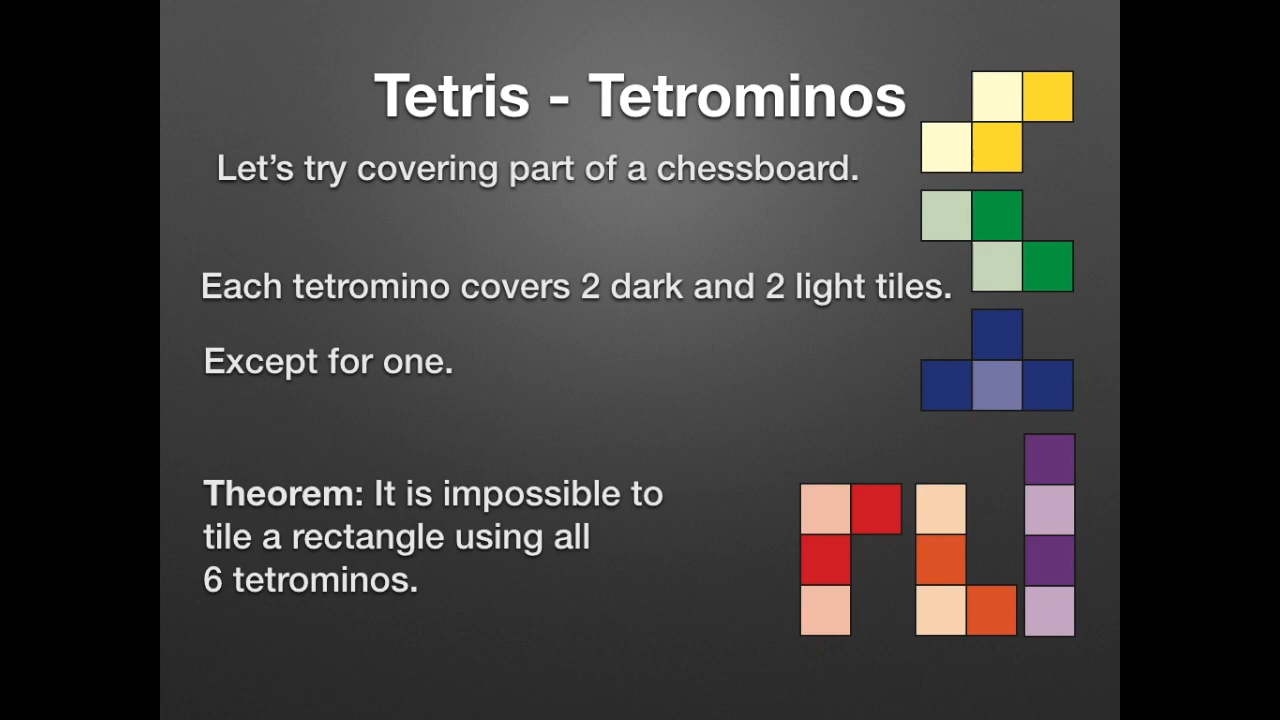 Tetris - Tetrominos
Let’s try covering part of a chessboard.
Each tetromino covers 2 dark and 2 light tiles.
Except for one.
Theorem: It is impossible to
tile a rectangle using all
6 tetrominos.